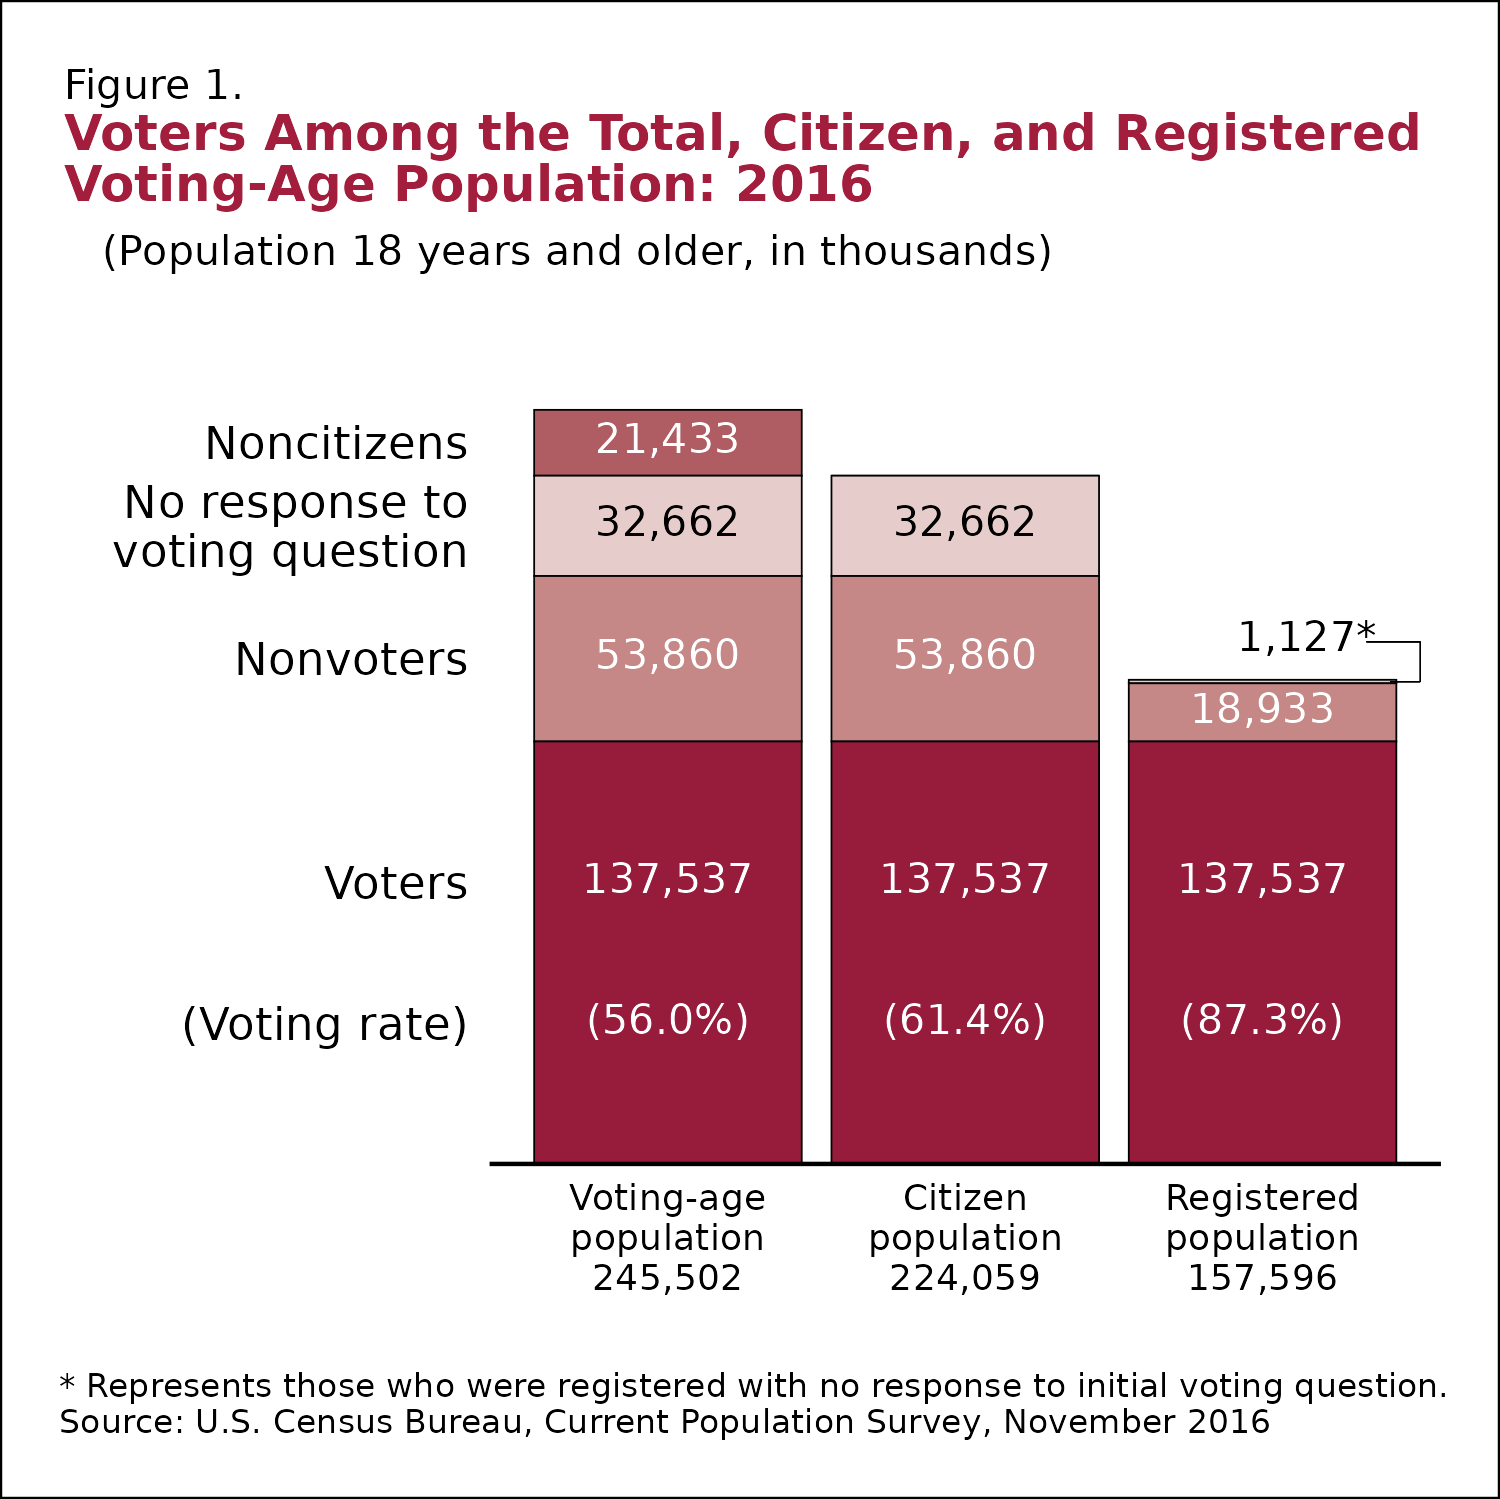 Figure 1.
Voters Among the Total, Citizen, and Registered
Voting-Age Population: 2016
(Population 18 years and older, in thousands)
Noncitizens
21,433
No response to
voting question
32,662
32,662
Nonvoters
53,860
53,860
1,127*
18,933
Voters
137,537
137,537
137,537
(Voting rate)
(56.0%)
(61.4%)
(87.3%)
Voting-age
population
245,502
Citizen
population
224,059
Registered
population
157,596
* Represents those who were registered with no response to initial voting question.
Source: U.S. Census Bureau, Current Population Survey, November 2016